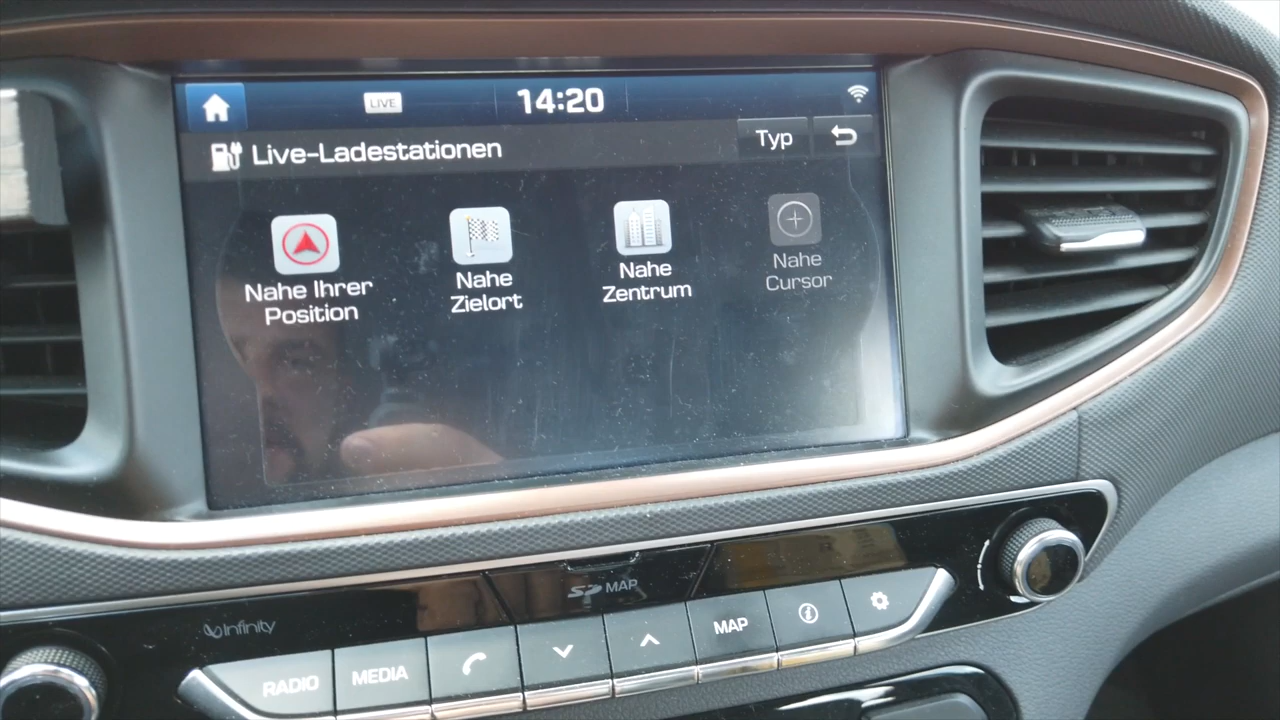 LIVE
14:20
Live-Ladestationen
Typ
Nahe Ihrer
Position
Nahe
Zielort
Nahe
Zentrum
Nahe
Cursor
SD MAP
infinity
RADIO
MEDIA
MAP